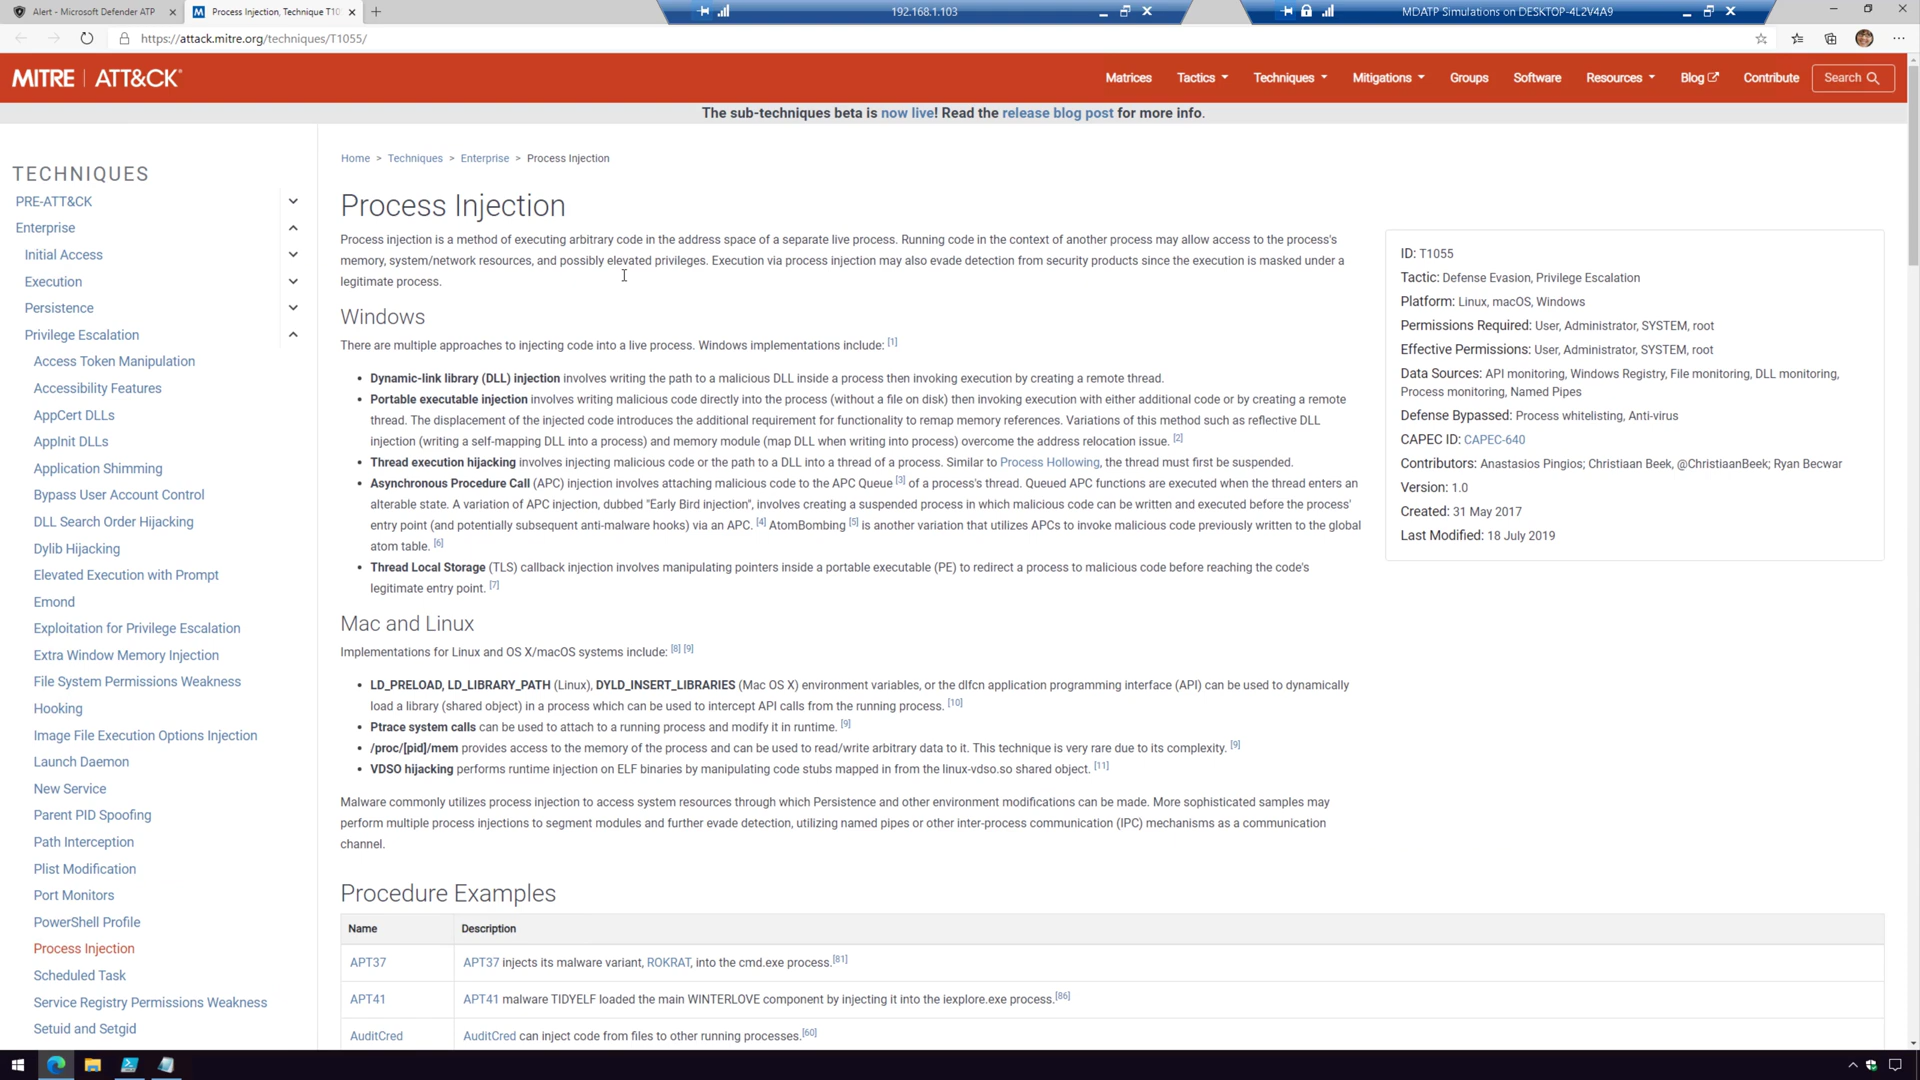 Alert - Microsoft Defender ATP
Process Injection, Technique T10
192.168.1.103
MDATP Simulations on DESKTOP-4L2V4A9
https://attack.mitre.org/techniques/T1055/
MITRE | ATT&CK®
Matrices
Tactics
Techniques
Mitigations
Groups
Software
Resources
Blog
Contribute
Search
The sub-techniques beta is now live! Read the release blog post for more info.
TECHNIQUES
PRE-ATT&CK
Enterprise
Initial Access
Execution
Persistence
Privilege Escalation
Access Token Manipulation
Accessibility Features
AppCert DLLs
AppInit DLLs
Application Shimming
Bypass User Account Control
DLL Search Order Hijacking
Dylib Hijacking
Elevated Execution with Prompt
Emond
Exploitation for Privilege Escalation
Extra Window Memory Injection
File System Permissions Weakness
Hooking
Image File Execution Options Injection
Launch Daemon
New Service
Parent PID Spoofing
Path Interception
Plist Modification
Port Monitors
PowerShell Profile
Process Injection
Scheduled Task
Service Registry Permissions Weakness
Setuid and Setgid
Home > Techniques > Enterprise > Process Injection
Process Injection
Process injection is a method of executing arbitrary code in the address space of a separate live process. Running code in the context of another process may allow access to the process's
memory, system/network resources, and possibly elevated privileges. Execution via process injection may also evade detection from security products since the execution is masked under a
legitimate process.
Windows
There are multiple approaches to injecting code into a live process. Windows implementations include: [1]
• Dynamic-link library (DLL) injection involves writing the path to a malicious DLL inside a process then invoking execution by creating a remote thread.
• Portable executable injection involves writing malicious code directly into the process (without a file on disk) then invoking execution with either additional code or by creating a remote
thread. The displacement of the injected code introduces the additional requirement for functionality to remap memory references. Variations of this method such as reflective DLL
injection (writing a self-mapping DLL into a process) and memory module (map DLL when writing into process) overcome the address relocation issue. [2]
• Thread execution hijacking involves injecting malicious code or the path to a DLL into a thread of a process. Similar to Process Hollowing, the thread must first be suspended.
• Asynchronous Procedure Call (APC) injection involves attaching malicious code to the APC Queue [3] of a process's thread. Queued APC functions are executed when the thread enters an
alterable state. A variation of APC injection, dubbed "Early Bird injection", involves creating a suspended process in which malicious code can be written and executed before the process'
entry point (and potentially subsequent anti-malware hooks) via an APC. [4] AtomBombing [5] is another variation that utilizes APCs to invoke malicious code previously written to the global
atom table. [6]
• Thread Local Storage (TLS) callback injection involves manipulating pointers inside a portable executable (PE) to redirect a process to malicious code before reaching the code's
legitimate entry point. [7]
Mac and Linux
Implementations for Linux and OS X/macOS systems include: [8] [9]
• LD_PRELOAD, LD_LIBRARY_PATH (Linux), DYLD_INSERT_LIBRARIES (Mac OS X) environment variables, or the dlfcn application programming interface (API) can be used to dynamically
load a library (shared object) in a process which can be used to intercept API calls from the running process. [10]
• Ptrace system calls can be used to attach to a running process and modify it in runtime. [9]
• /proc/[pid]/mem provides access to the memory of the process and can be used to read/write arbitrary data to it. This technique is very rare due to its complexity. [9]
• VDSO hijacking performs runtime injection on ELF binaries by manipulating code stubs mapped in from the linux-vdso.so shared object. [11]
Malware commonly utilizes process injection to access system resources through which Persistence and other environment modifications can be made. More sophisticated samples may
perform multiple process injections to segment modules and further evade detection, utilizing named pipes or other inter-process communication (IPC) mechanisms as a communication
channel.
ID: T1055
Tactic: Defense Evasion, Privilege Escalation
Platform: Linux, macOS, Windows
Permissions Required: User, Administrator, SYSTEM, root
Effective Permissions: User, Administrator, SYSTEM, root
Data Sources: API monitoring, Windows Registry, File monitoring, DLL monitoring,
Process monitoring, Named Pipes
Defense Bypassed: Process whitelisting, Anti-virus
CAPEC ID: CAPEC-640
Contributors: Anastasios Pingios; Christiaan Beek, @ChristiaanBeek; Ryan Becwar
Version: 1.0
Created: 31 May 2017
Last Modified: 18 July 2019
Procedure Examples
Name Description
APT37 APT37 injects its malware variant, ROKRAT, into the cmd.exe process.[81]
APT41 APT41 malware TIDYELF loaded the main WINTERLOVE component by injecting it into the iexplore.exe process.[86]
AuditCred AuditCred can inject code from files to other running processes.[60]